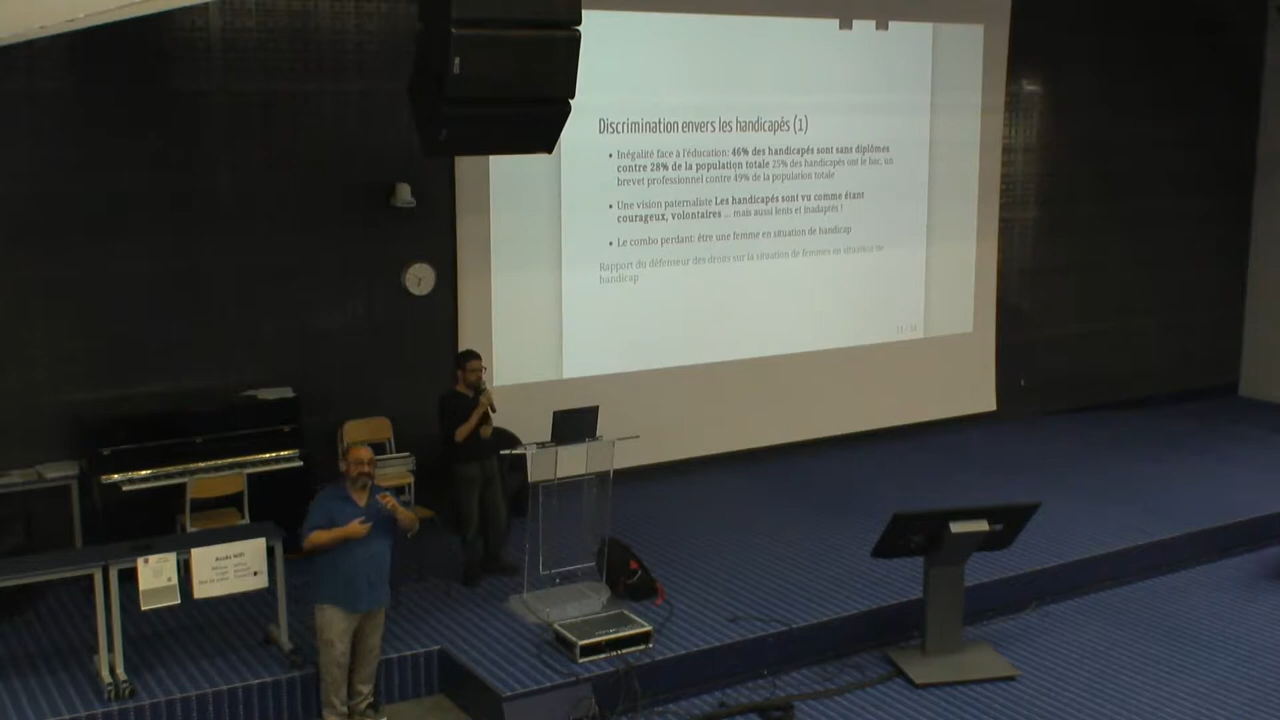 Discrimination envers les handicapés (1)
• Inégalité face à l'éducation: 46% des handicapés sont sans diplômes
contre 28% de la population totale 25% des handicapés ont le bac, un
brevet professionnel contre 49% de la population totale
• Une vision paternaliste Les handicapés sont vu comme étant
courageux, volontaires ... mais aussi lents et inadaptés !
• Le combo perdant: être une femme en situation de handicap
Rapport du défenseur des droits sur la situation de femmes en situation de
handicap
Accès WiFi